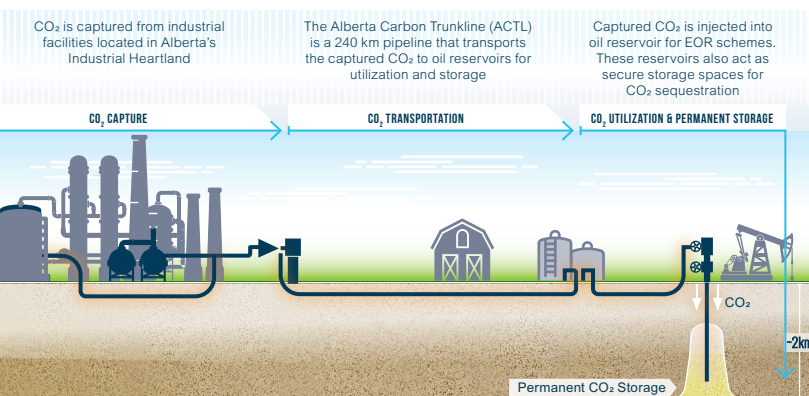 CO₂ is captured from industrial
facilities located in Alberta's
Industrial Heartland
The Alberta Carbon Trunkline (ACTL)
is a 240 km pipeline that transports
the captured CO₂ to oil reservoirs for
utilization and storage
Captured CO₂ is injected into
oil reservoir for EOR schemes.
These reservoirs also act as
secure storage spaces for
CO₂ sequestration
CO₂ CAPTURE
CO₂ TRANSPORTATION
CO₂ UTILIZATION & PERMANENT STORAGE
CO₂
~2km
Permanent CO₂ Storage